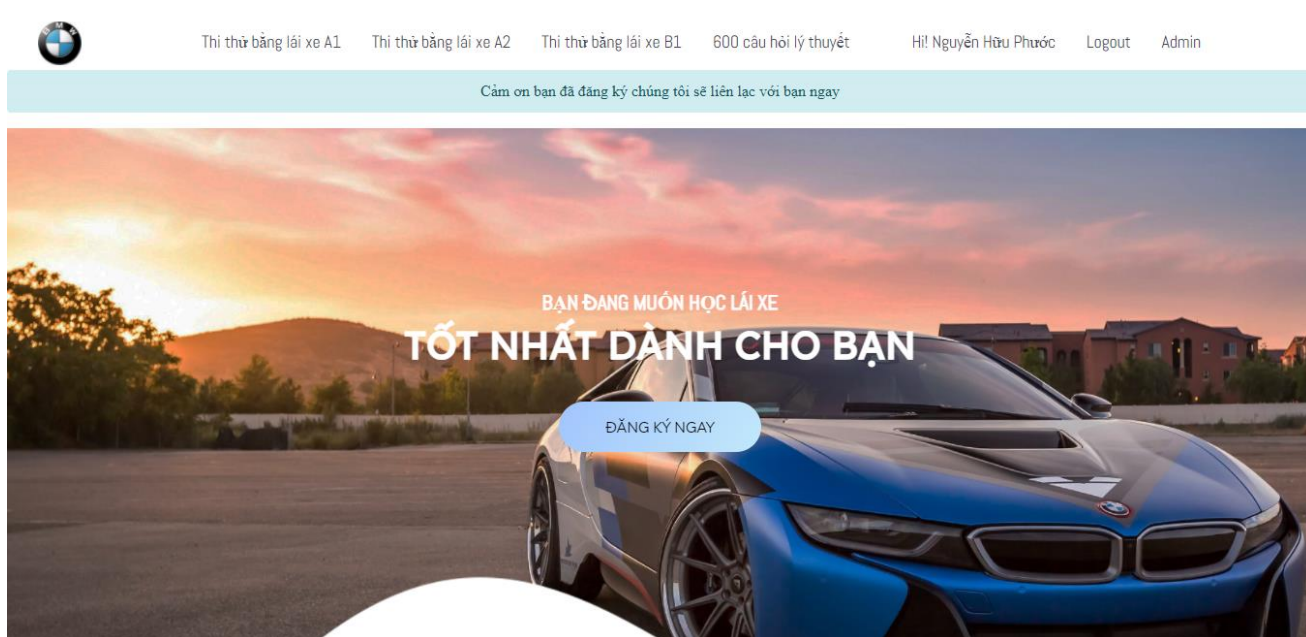 BMW
Thi thử bằng lái xe A1 Thi thử bằng lái xe A2 Thi thử bằng lái xe B1 600 câu hỏi lý thuyết Hi! Nguyễn Hữu Phước Logout Admin
Cảm ơn bạn đã đăng ký chúng tôi sẽ liên lạc với bạn ngay
BẠN ĐANG MUỐN HỌC LÁI XE
TỐT NHẤT DÀNH CHO BẠN
ĐĂNG KÝ NGAY